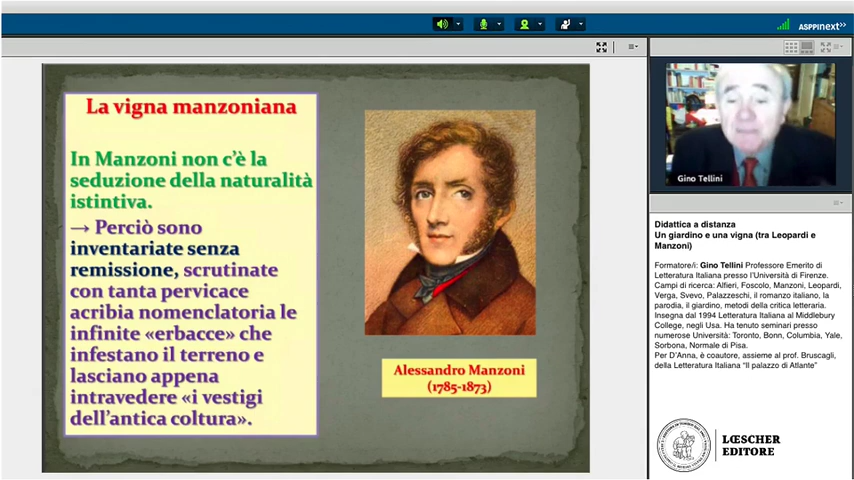 ASPPInext»
La vigna manzoniana
In Manzoni non c'è la
seduzione della naturalità
istintiva.
→ Perciò sono
inventariate senza
remissione, scrutinate
con tanta pervicace
acribia nomenclatoria le
infinite «erbacce» che
infestano il terreno e
lasciano appena
intravedere «i vestigi
dell'antica coltura».
Alessandro Manzoni
(1785-1873)
Gino Tellini
Didattica a distanza
Un giardino e una vigna (tra Leopardi e
Manzoni)
Formatore/i: Gino Tellini Professore Emerito di
Letteratura Italiana presso l'Università di Firenze.
Campi di ricerca: Alfieri, Foscolo, Manzoni, Leopardi,
Verga, Svevo, Palazzeschi, il romanzo italiano, la
parodia, il giardino, metodi della critica letteraria.
Insegna dal 1994 Letteratura Italiana al Middlebury
College, negli Usa. Ha tenuto seminari presso
numerose Università: Toronto, Bonn, Columbia, Yale,
Sorbona, Normale di Pisa.
Per D'Anna, è coautore, assieme al prof. Bruscagli,
della Letteratura Italiana "Il palazzo di Atlante"
LŒSCHER
EDITORE